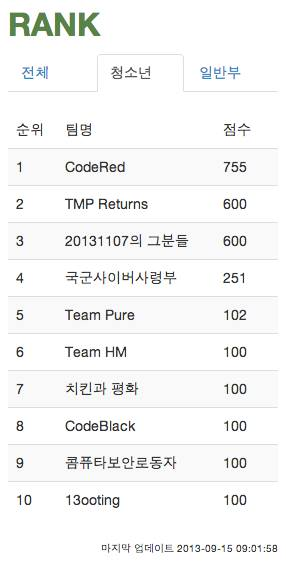 RANK
전체 청소년 일반부
순위 팀명 점수
1 CodeRed 755
2 TMP Returns 600
3 20131107의 그분들 600
4 국군사이버사령부 251
5 Team Pure 102
6 Team HM 100
7 치킨과 평화 100
8 CodeBlack 100
9 콤퓨타보안로동자 100
10 13ooting 100
마지막 업데이트 2013-09-15 09:01:58